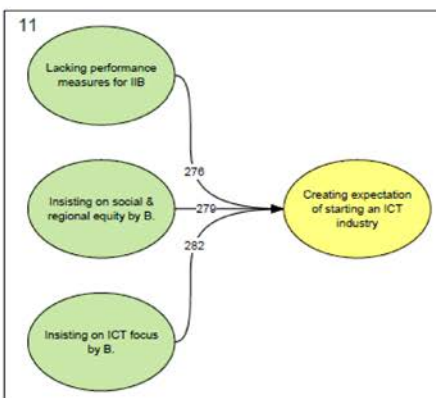 11
Lacking performance
measures for IIB
276
Insisting on social &
regional equity by B.
279
Creating expectation
of starting an ICT
industry
282
Insisting on ICT focus
by B.